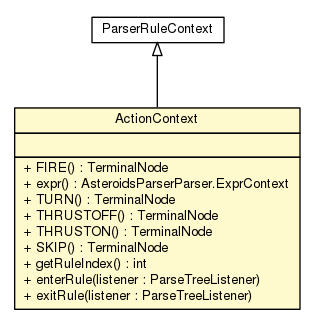 ParserRuleContext
ActionContext
+ FIRE() : TerminalNode
+ expr() : AsteroidsParserParser.ExprContext
+ TURN() : TerminalNode
+ THRUSTOFF() : TerminalNode
+ THRUSTON() : TerminalNode
+ SKIP() : TerminalNode
+ getRuleIndex() : int
+ enterRule(listener : ParseTreeListener)
+ exitRule(listener : ParseTreeListener)